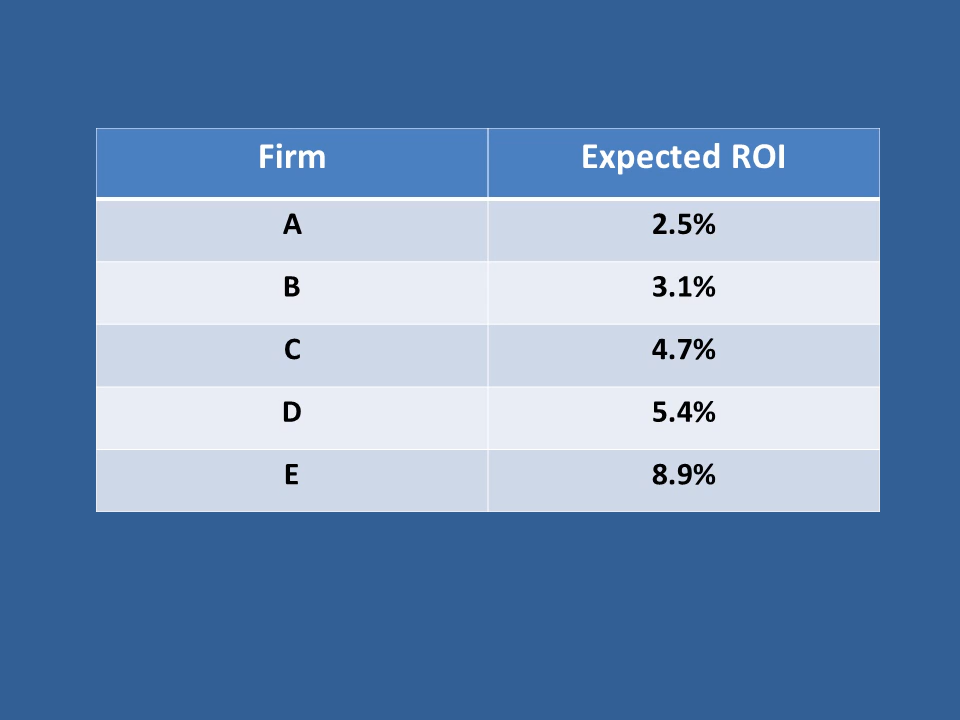 Firm Expected ROI
A 2.5%
B 3.1%
C 4.7%
D 5.4%
E 8.9%